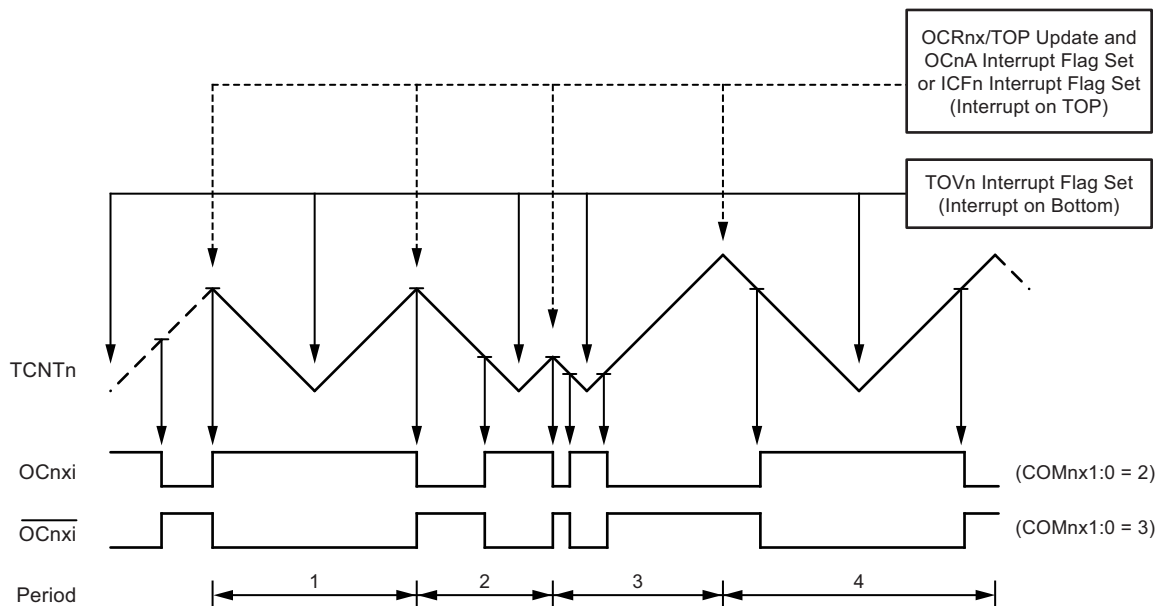 OCRnx/TOP Update and
OCnA Interrupt Flag Set
or ICFn Interrupt Flag Set
(Interrupt on TOP)
TOVn Interrupt Flag Set
(Interrupt on Bottom)
TCNTn
OCnxi
(COMnx1:0 = 2)
OCnxi
(COMnx1:0 = 3)
Period
1
2
3
4